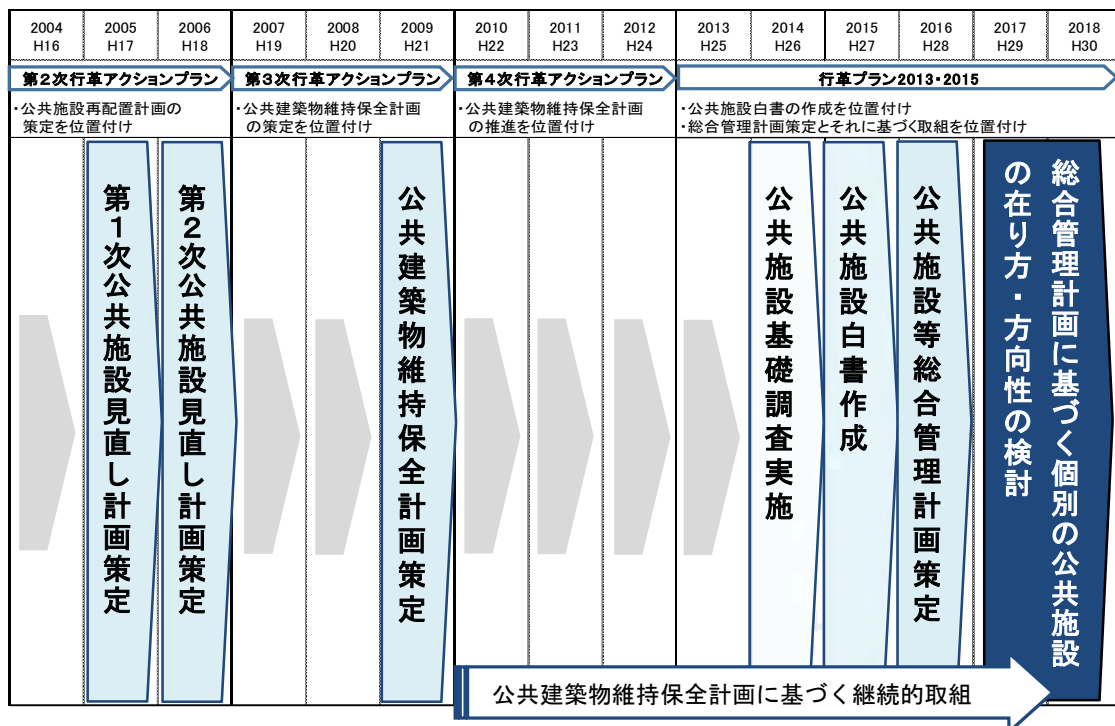 2004
H16
2005
H17
2006
H18
2007
H19
2008
H20
2009
H21
2010
H22
2011
H23
2012
H24
2013
H25
2014
H26
2015
H27
2016
H28
2017
H29
2018
H30
第2次行革アクションプラン
第3次行革アクションプラン
第4次行革アクションプラン
行革プラン2013・2015
・公共施設再配置計画の
策定を位置付け
・公共建築物維持保全計画
の策定を位置付け
・公共建築物維持保全計画
の推進を位置付け
・公共施設白書の作成を位置付け
・総合管理計画策定とそれに基づく取組を位置付け
第1次公共施設見直し計画策定
第2次公共施設見直し計画策定
公共建築物維持保全計画策定
公共施設基礎調査実施
公共施設白書作成
公共施設等総合管理計画策定
総合管理計画に基づく個別の公共施設
の在り方・方向性の検討
公共建築物維持保全計画に基づく継続的取組